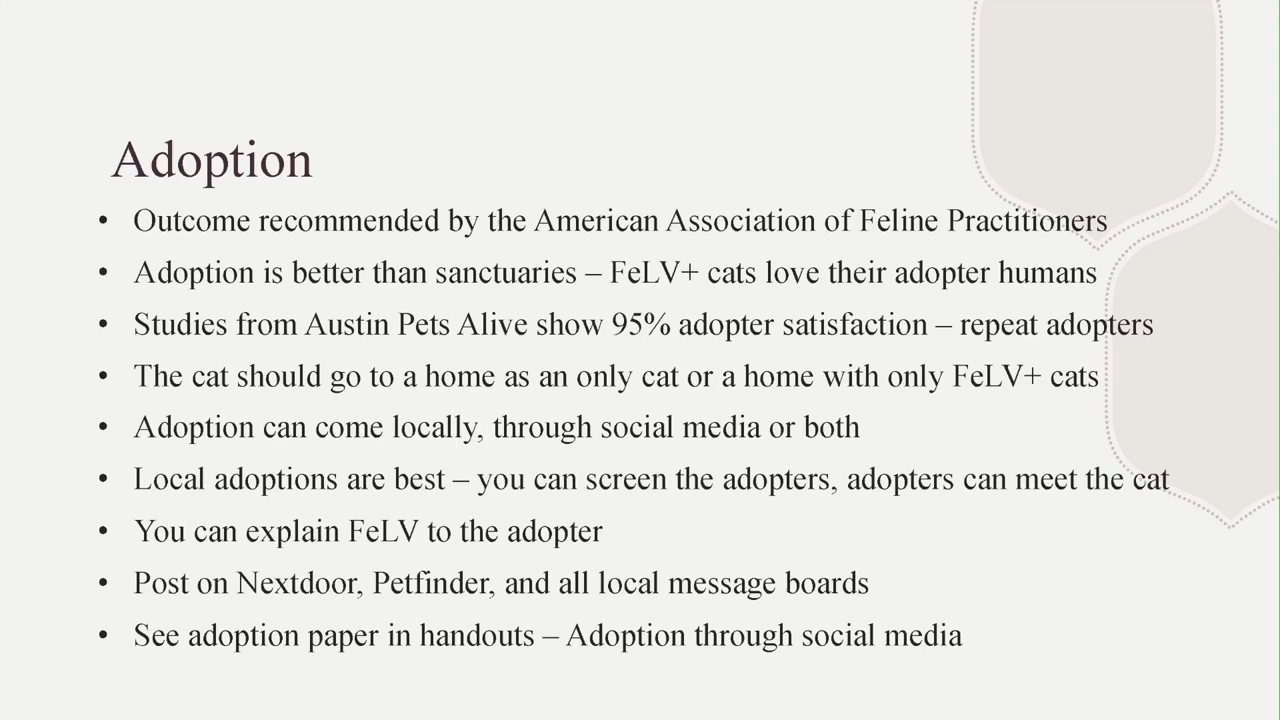 Adoption
• Outcome recommended by the American Association of Feline Practitioners
• Adoption is better than sanctuaries – FeLV+ cats love their adopter humans
• Studies from Austin Pets Alive show 95% adopter satisfaction – repeat adopters
• The cat should go to a home as an only cat or a home with only FeLV+ cats
• Adoption can come locally, through social media or both
• Local adoptions are best – you can screen the adopters, adopters can meet the cat
• You can explain FeLV to the adopter
• Post on Nextdoor, Petfinder, and all local message boards
• See adoption paper in handouts – Adoption through social media